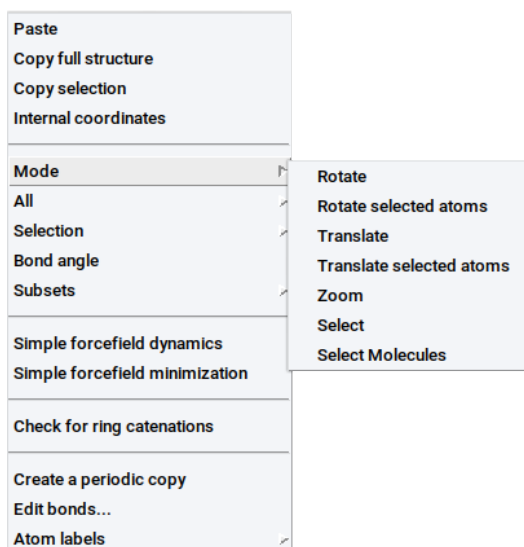 Paste
Copy full structure
Copy selection
Internal coordinates
Mode
All
Selection
Bond angle
Subsets
Simple forcefield dynamics
Simple forcefield minimization
Check for ring catenations
Create a periodic copy
Edit bonds...
Atom labels
Rotate
Rotate selected atoms
Translate
Translate selected atoms
Zoom
Select
Select Molecules